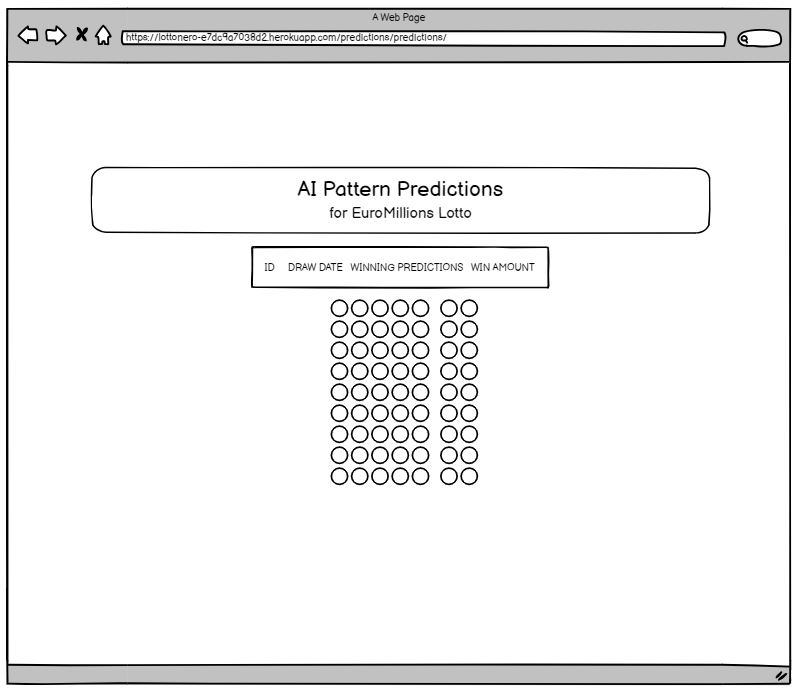 A Web Page
https://lottonero-e7dc9a7038d2.herokuapp.com/predictions/predictions/
AI Pattern Predictions
for EuroMillions Lotto
ID DRAW DATE WINNING PREDICTIONS WIN AMOUNT